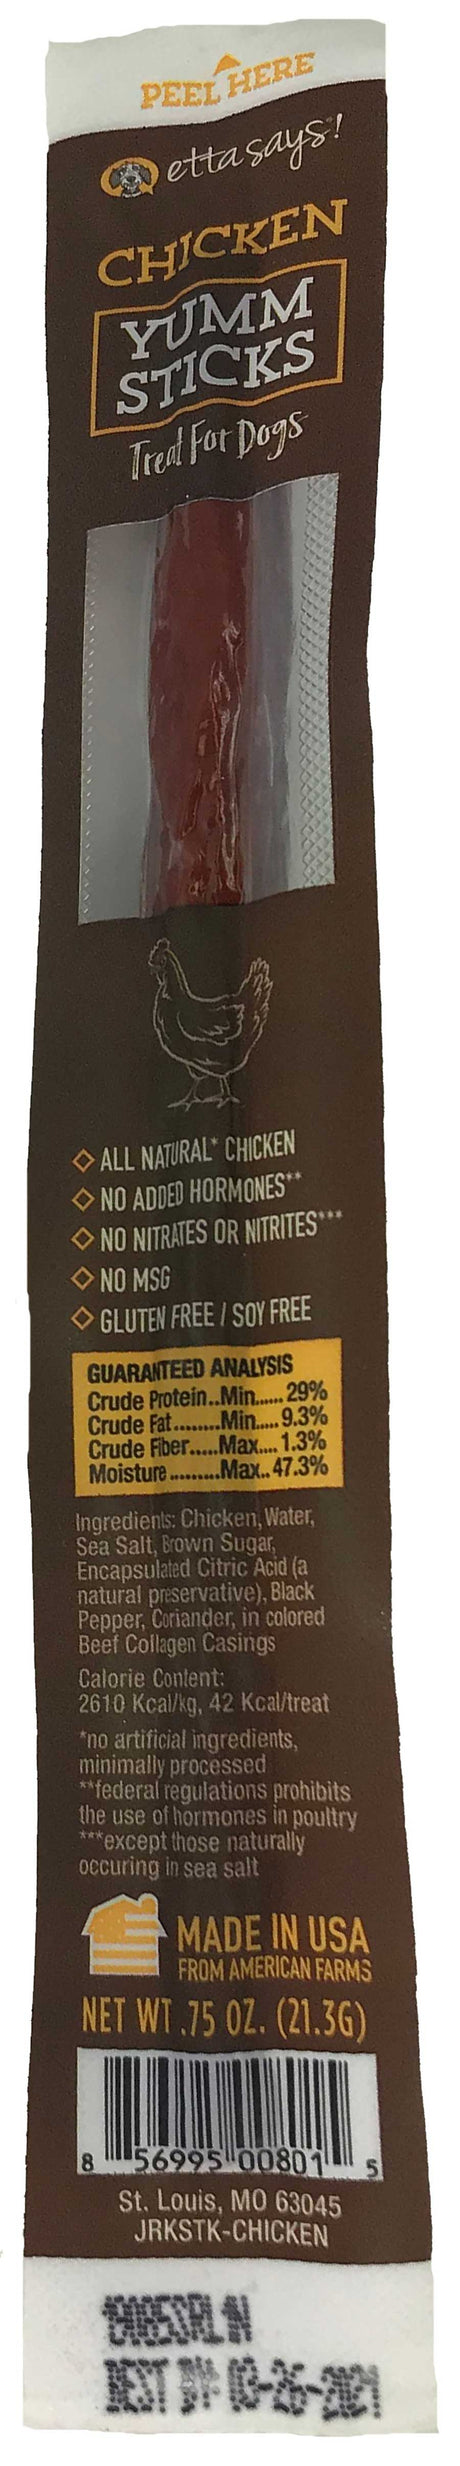 PEEL HERE
etta says!
CHICKEN
YUMM
STICKS
Treat For Dogs
◇ ALL NATURAL* CHICKEN
◇ NO ADDED HORMONES**
◇ NO NITRATES OR NITRITES***
◇ NO MSG
◇ GLUTEN FREE / SOY FREE
GUARANTEED ANALYSIS
Crude Protein..Min...... 29%
Crude Fat........Min..... 9.3%
Crude Fiber.....Max.... 1.3%
Moisture..........Max.. 47.3%
Ingredients: Chicken, Water,
Sea Salt, Brown Sugar,
Encapsulated Citric Acid (a
natural preservative), Black
Pepper, Coriander, in colored
Beef Collagen Casings
Calorie Content:
2610 Kcal/kg, 42 Kcal/treat
*no artificial ingredients,
minimally processed
**federal regulations prohibits
the use of hormones in poultry
***except those naturally
occuring in sea salt
MADE IN USA
FROM AMERICAN FARMS
NET WT .75 OZ. (21.3G)
8 56995 00801 5
St. Louis, MO 63045
JRKSTK-CHICKEN
BEST BY 03-26-2021